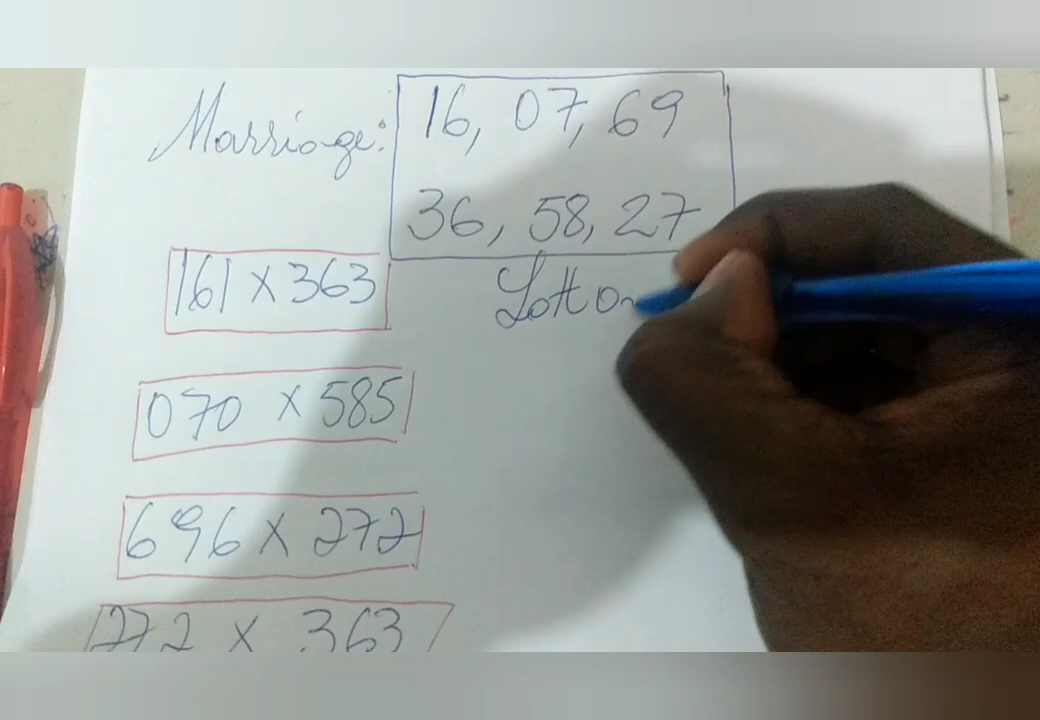 Marriage: 16, 07, 69
36, 58, 27
161 x 363
Lotto
070 x 585
696 x 272
272 x 363